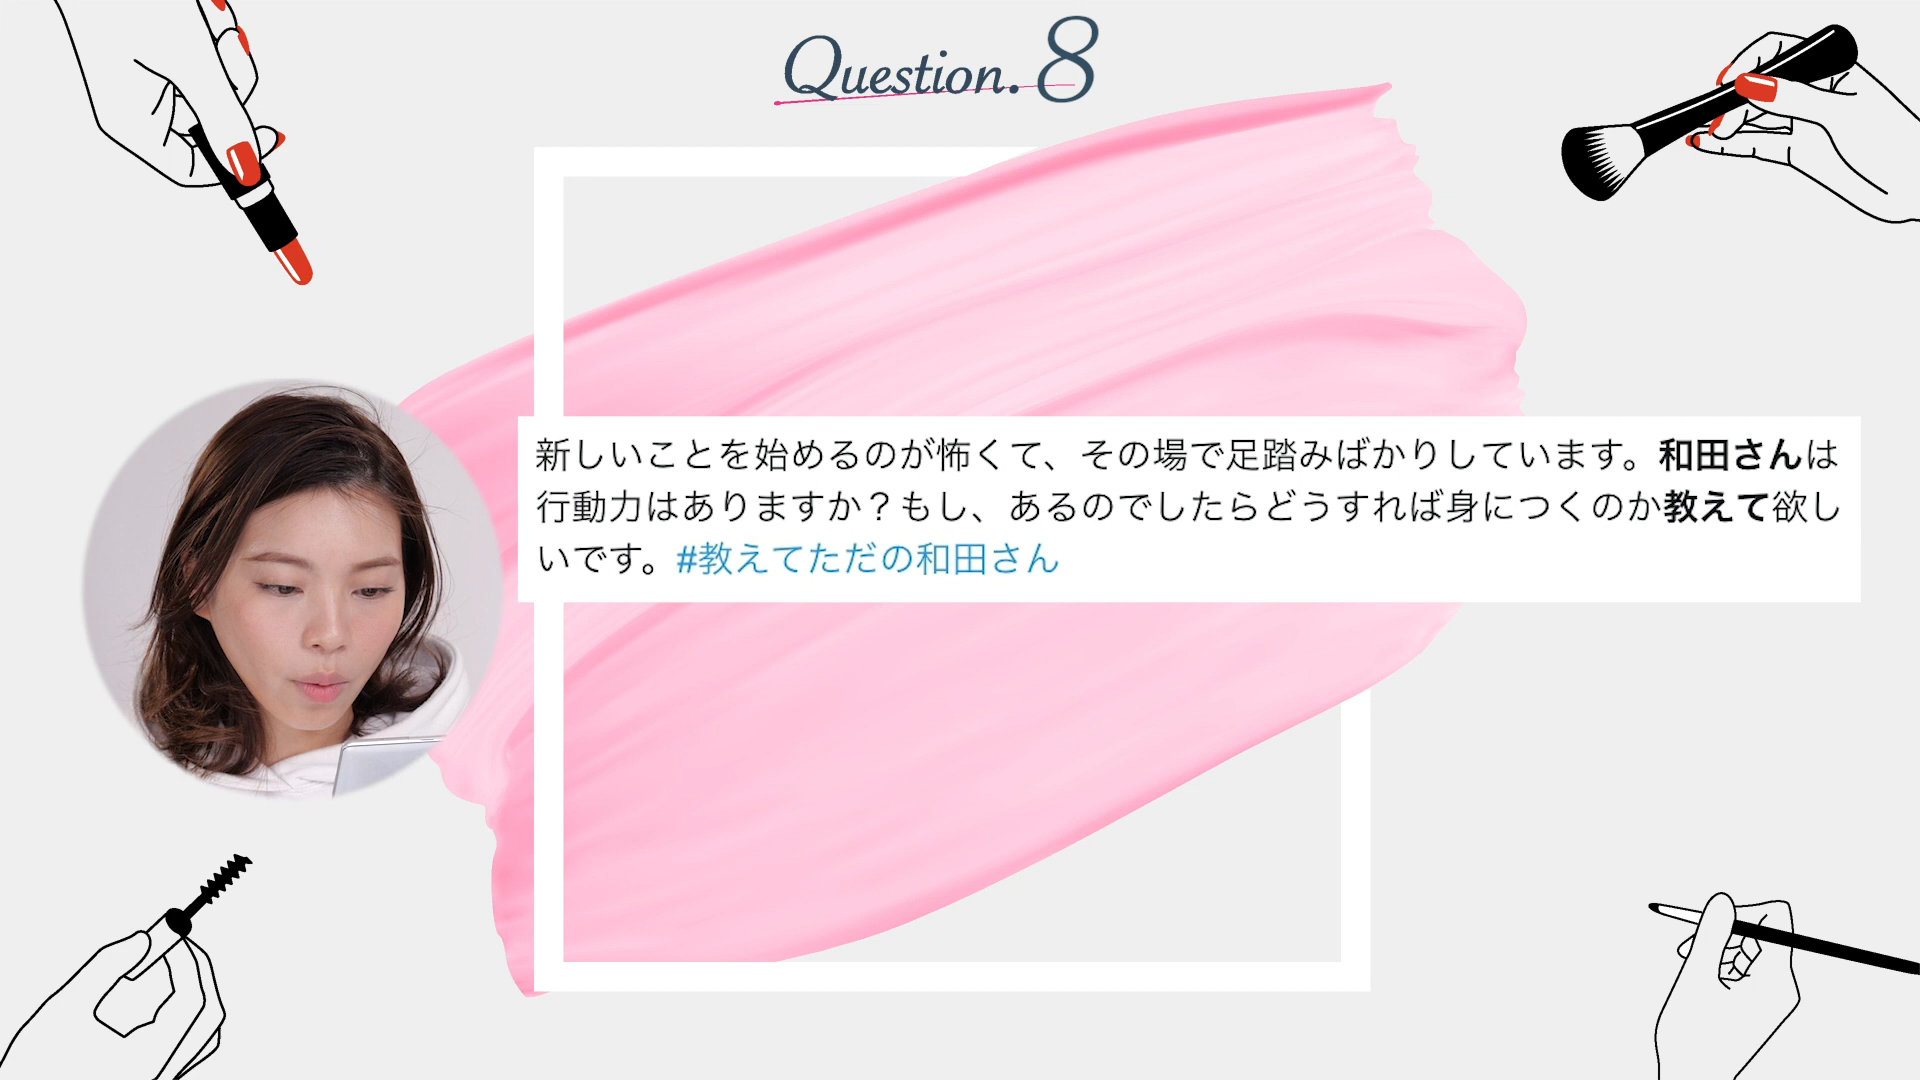 Question. 8
新しいことを始めるのが怖くて、その場で足踏みばかりしています。和田さんは
行動力はありますか？もし、あるのでしたらどうすれば身につくのか教えて欲し
いです。#教えてただの和田さん